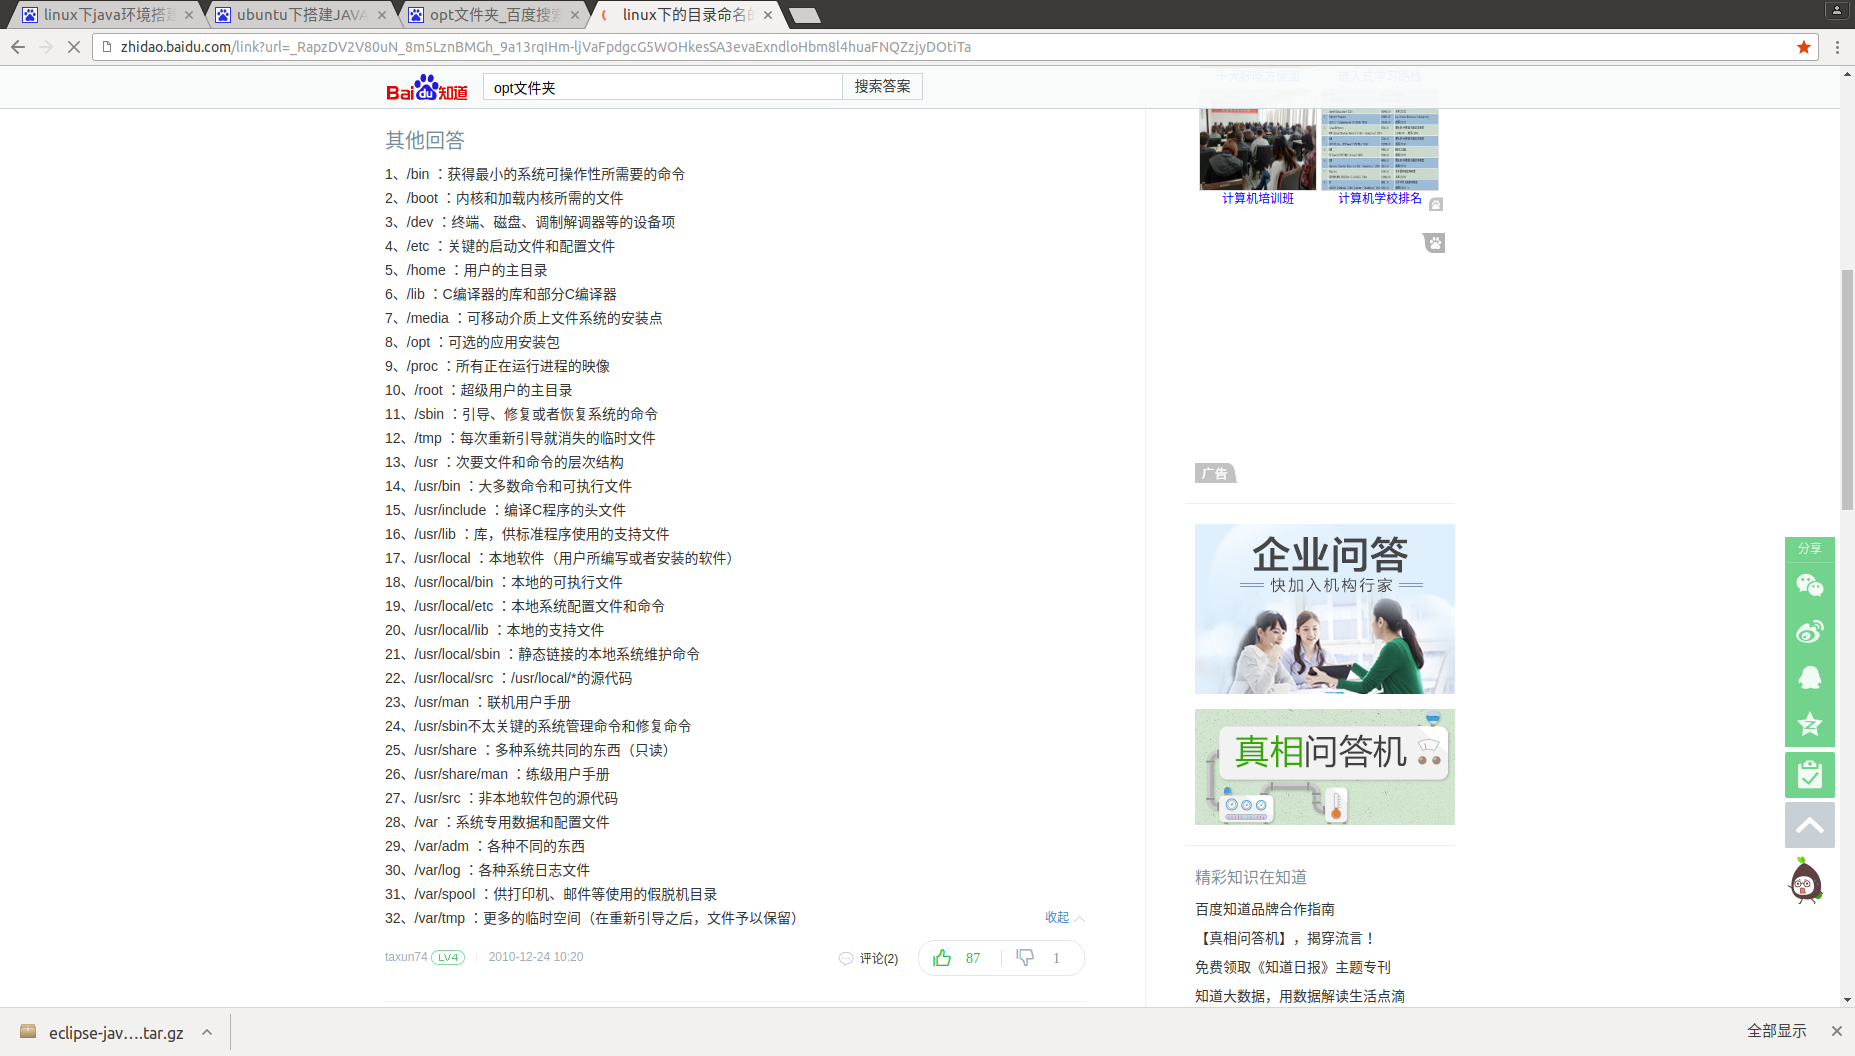 linux下java环境搭建
ubuntu下搭建JAVA
opt文件夹_百度搜索
linux下的目录命名的
zhidao.baidu.com/link?url=_RapzDV2V80uN_8m5LznBMGh_9a13rqIHm-ljVaFpdgcG5WOHkesSA3evaExndloHbm8l4huaFNQZzjyDOtiTa
Baidu知道
opt文件夹
搜索答案
其他回答
1、/bin ：获得最小的系统可操作性所需要的命令
2、/boot ：内核和加载内核所需的文件
3、/dev ：终端、磁盘、调制解调器等的设备项
4、/etc ：关键的启动文件和配置文件
5、/home ：用户的主目录
6、/lib ：C编译器的库和部分C编译器
7、/media ：可移动介质上文件系统的安装点
8、/opt ：可选的应用安装包
9、/proc ：所有正在运行进程的映像
10、/root ：超级用户的主目录
11、/sbin ：引导、修复或者恢复系统的命令
12、/tmp ：每次重新引导就消失的临时文件
13、/usr ：次要文件和命令的层次结构
14、/usr/bin ：大多数命令和可执行文件
15、/usr/include ：编译C程序的头文件
16、/usr/lib ：库，供标准程序使用的支持文件
17、/usr/local ：本地软件（用户所编写或者安装的软件）
18、/usr/local/bin ：本地的可执行文件
19、/usr/local/etc ：本地系统配置文件和命令
20、/usr/local/lib ：本地的支持文件
21、/usr/local/sbin ：静态链接的本地系统维护命令
22、/usr/local/src ：/usr/local/*的源代码
23、/usr/man ：联机用户手册
24、/usr/sbin不太关键的系统管理命令和修复命令
25、/usr/share ：多种系统共同的东西（只读）
26、/usr/share/man ：练级用户手册
27、/usr/src ：非本地软件包的源代码
28、/var ：系统专用数据和配置文件
29、/var/adm ：各种不同的东西
30、/var/log ：各种系统日志文件
31、/var/spool ：供打印机、邮件等使用的假脱机目录
32、/var/tmp ：更多的临时空间（在重新引导之后，文件予以保留）
收起
taxun74 LV4 2010-12-24 10:20
评论(2)
87
1
计算机培训班
计算机学校排名
广告
企业问答
快加入机构行家
真相问答机
精彩知识在知道
百度知道品牌合作指南
【真相问答机】，揭穿流言！
免费领取《知道日报》主题专刊
知道大数据，用数据解读生活点滴
分享
eclipse-jav….tar.gz
全部显示